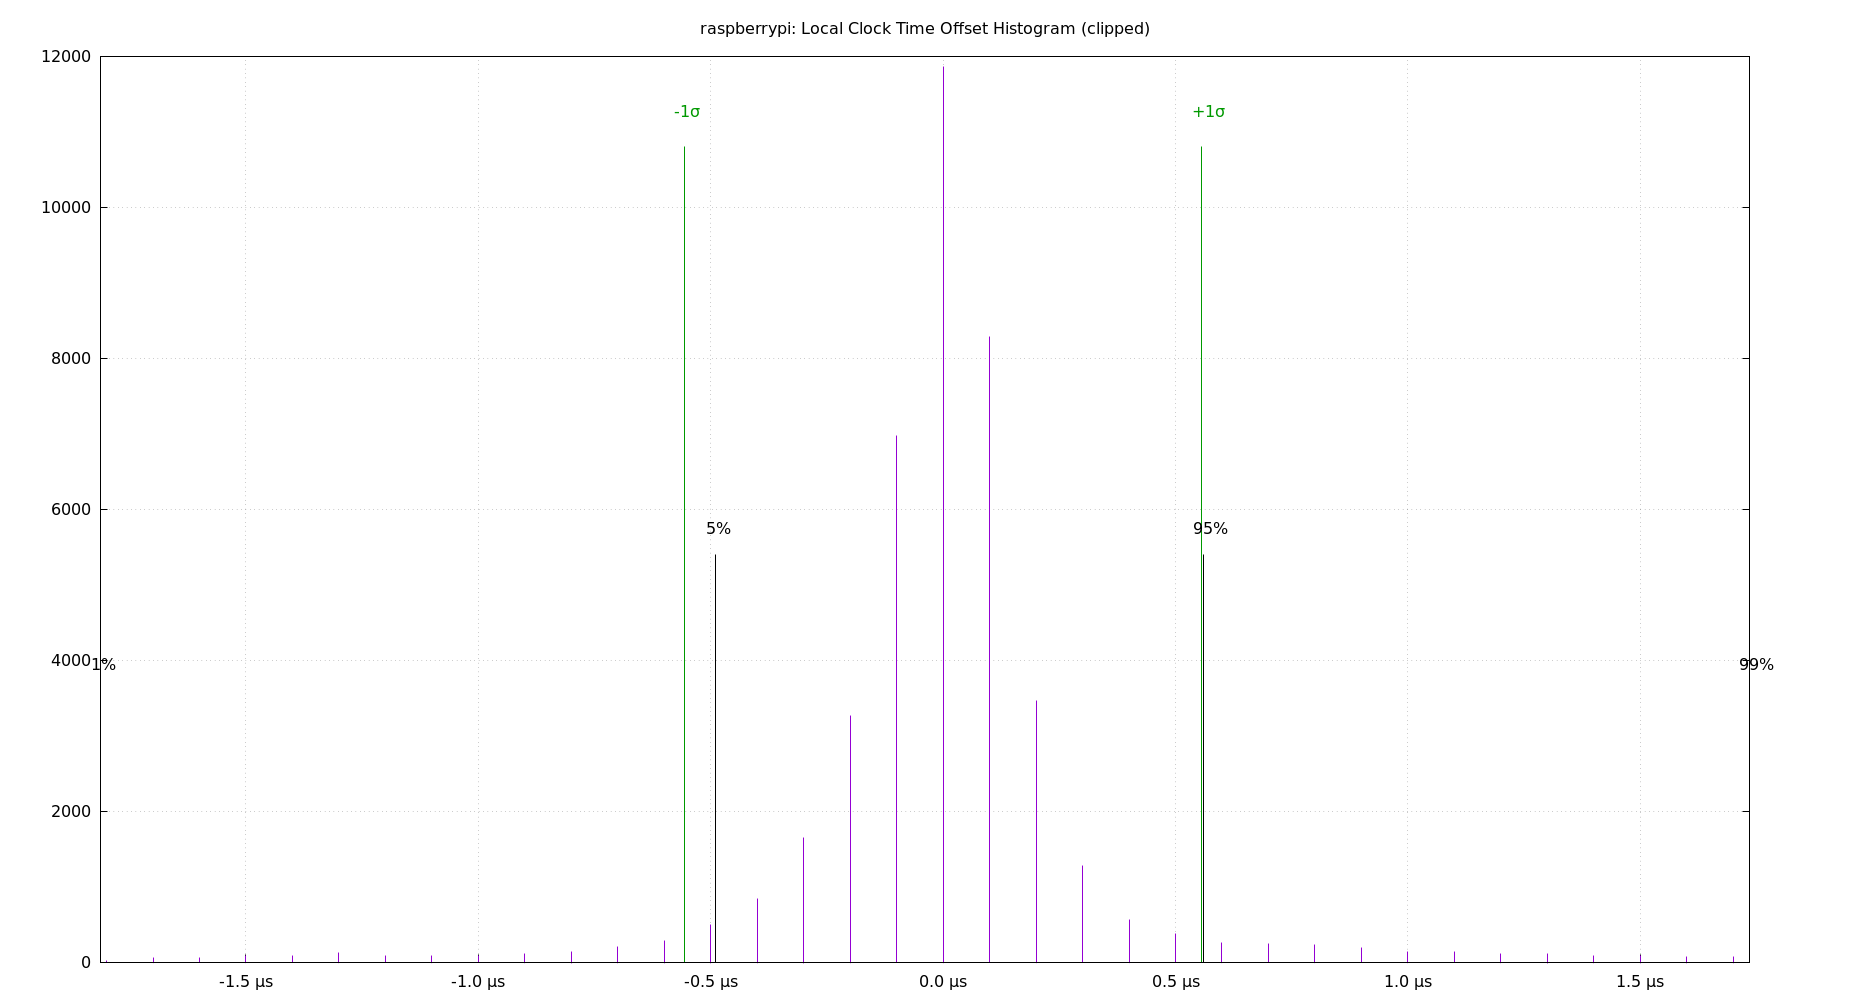 raspberrypi: Local Clock Time Offset Histogram (clipped)
12000
-1σ
+1σ
10000
8000
6000
5%
95%
4000
1%
99%
2000
0
-1.5 µs
-1.0 µs
-0.5 µs
0.0 µs
0.5 µs
1.0 µs
1.5 µs